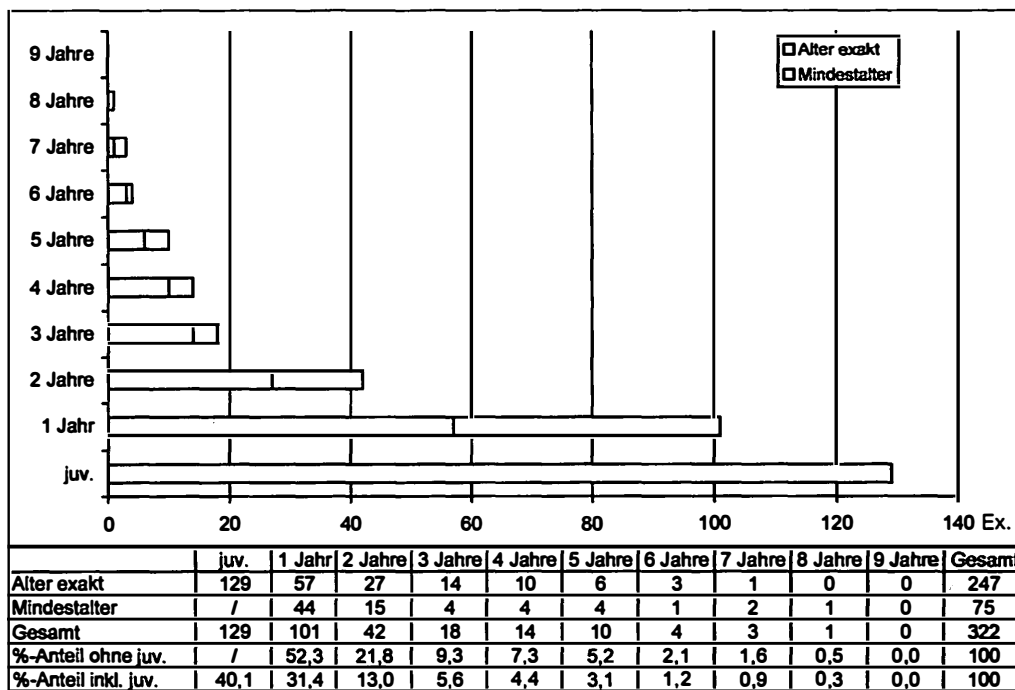 Alter exakt
Mindestalter
9 Jahre
8 Jahre
7 Jahre
6 Jahre
5 Jahre
4 Jahre
3 Jahre
2 Jahre
1 Jahr
juv.
0 20 40 60 80 100 120 140 Ex.
juv. 1 Jahr 2 Jahre 3 Jahre 4 Jahre 5 Jahre 6 Jahre 7 Jahre 8 Jahre 9 Jahre Gesamt
Alter exakt 129 57 27 14 10 6 3 1 0 0 247
Mindestalter / 44 15 4 4 4 1 2 1 0 75
Gesamt 129 101 42 18 14 10 4 3 1 0 322
%-Anteil ohne juv. / 52,3 21,8 9,3 7,3 5,2 2,1 1,6 0,5 0,0 100
%-Anteil inkl. juv. 40,1 31,4 13,0 5,6 4,4 3,1 1,2 0,9 0,3 0,0 100